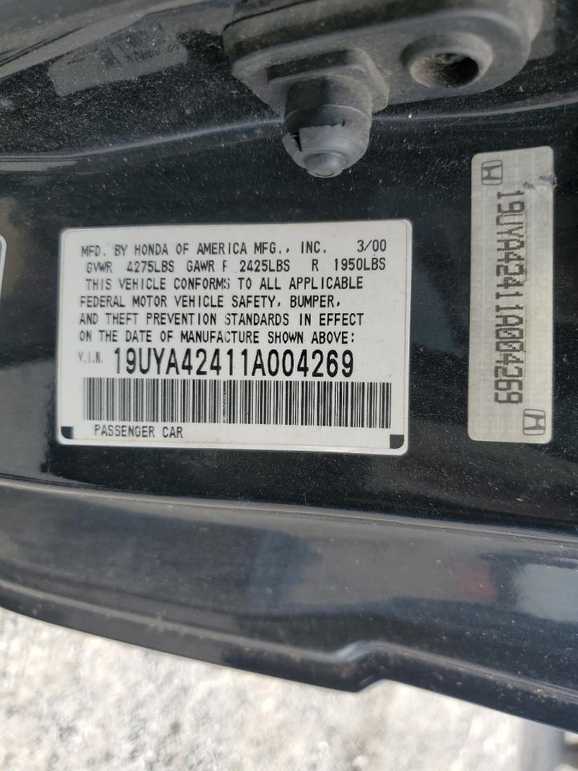 MFD. BY HONDA OF AMERICA MFG., INC. 3/00
GVWR 4275LBS GAWR F 2425LBS R 1950LBS
THIS VEHICLE CONFORMS TO ALL APPLICABLE
FEDERAL MOTOR VEHICLE SAFETY, BUMPER,
AND THEFT PREVENTION STANDARDS IN EFFECT
ON THE DATE OF MANUFACTURE SHOWN ABOVE:
V.I.N. 19UYA42411A004269
PASSENGER CAR
19UYA42411A004269